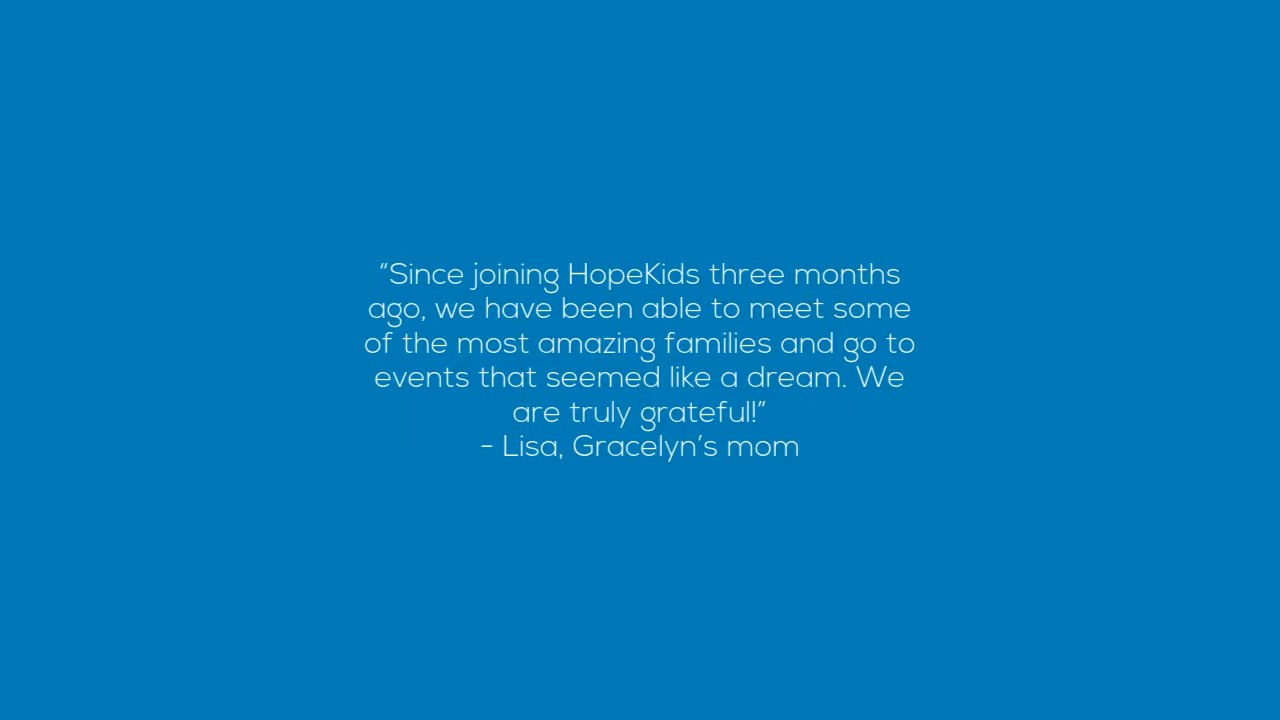 “Since joining HopeKids three months
ago, we have been able to meet some
of the most amazing families and go to
events that seemed like a dream. We
are truly grateful!”
- Lisa, Gracelyn’s mom